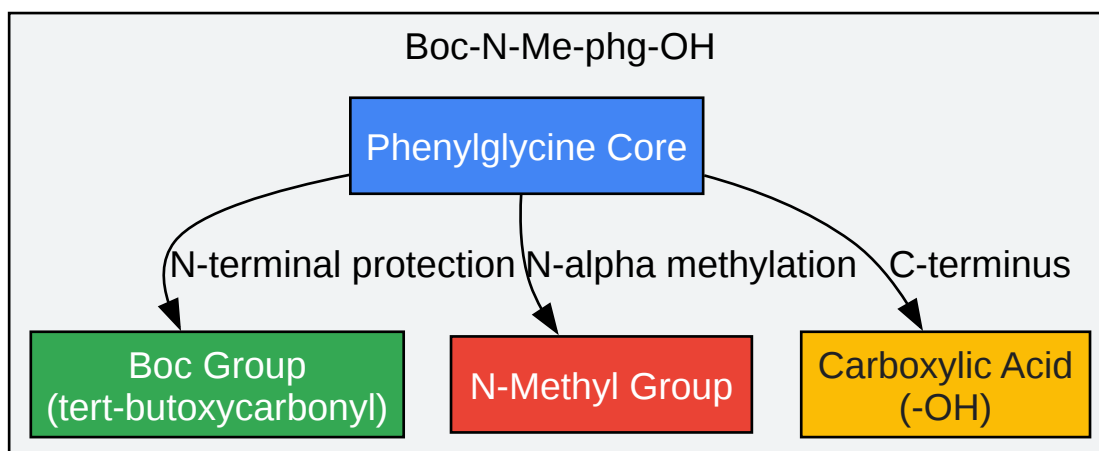 Boc-N-Me-phg-OH
Phenylglycine Core
N-terminal protection
N-alpha methylation
C-terminus
Boc Group
(tert-butoxycarbonyl)
N-Methyl Group
Carboxylic Acid
(-OH)